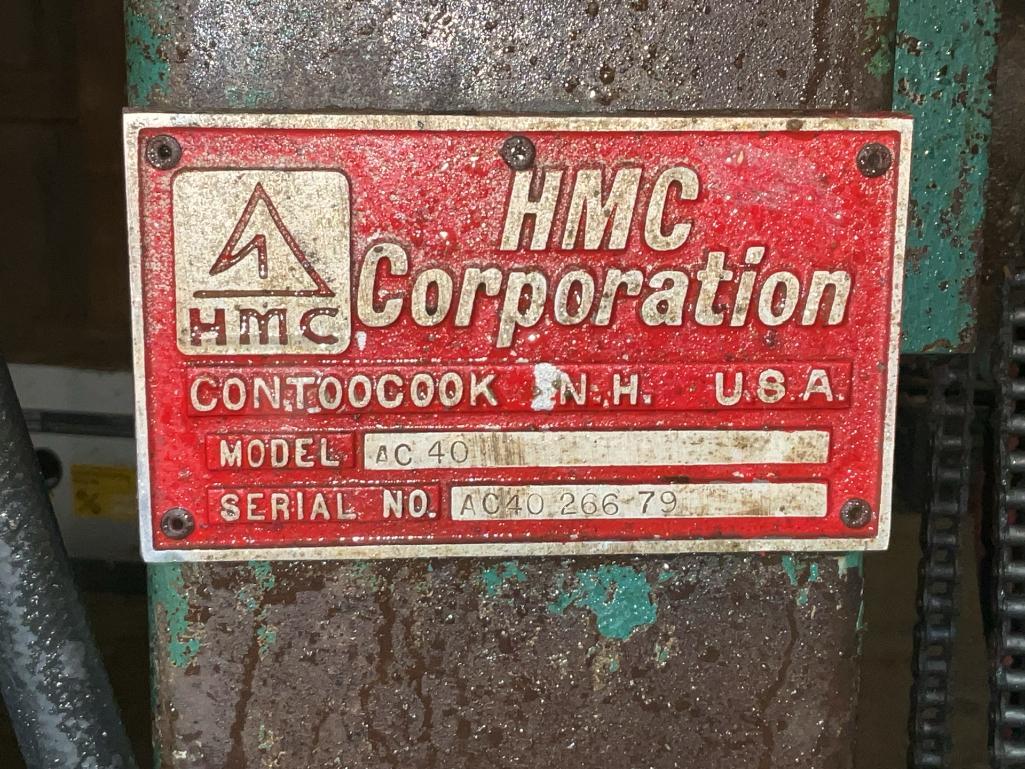 HMC
HMC
Corporation
CONTOOCOOK N.H. U.S.A.
MODEL AC 40
SERIAL NO. AC40 266 79